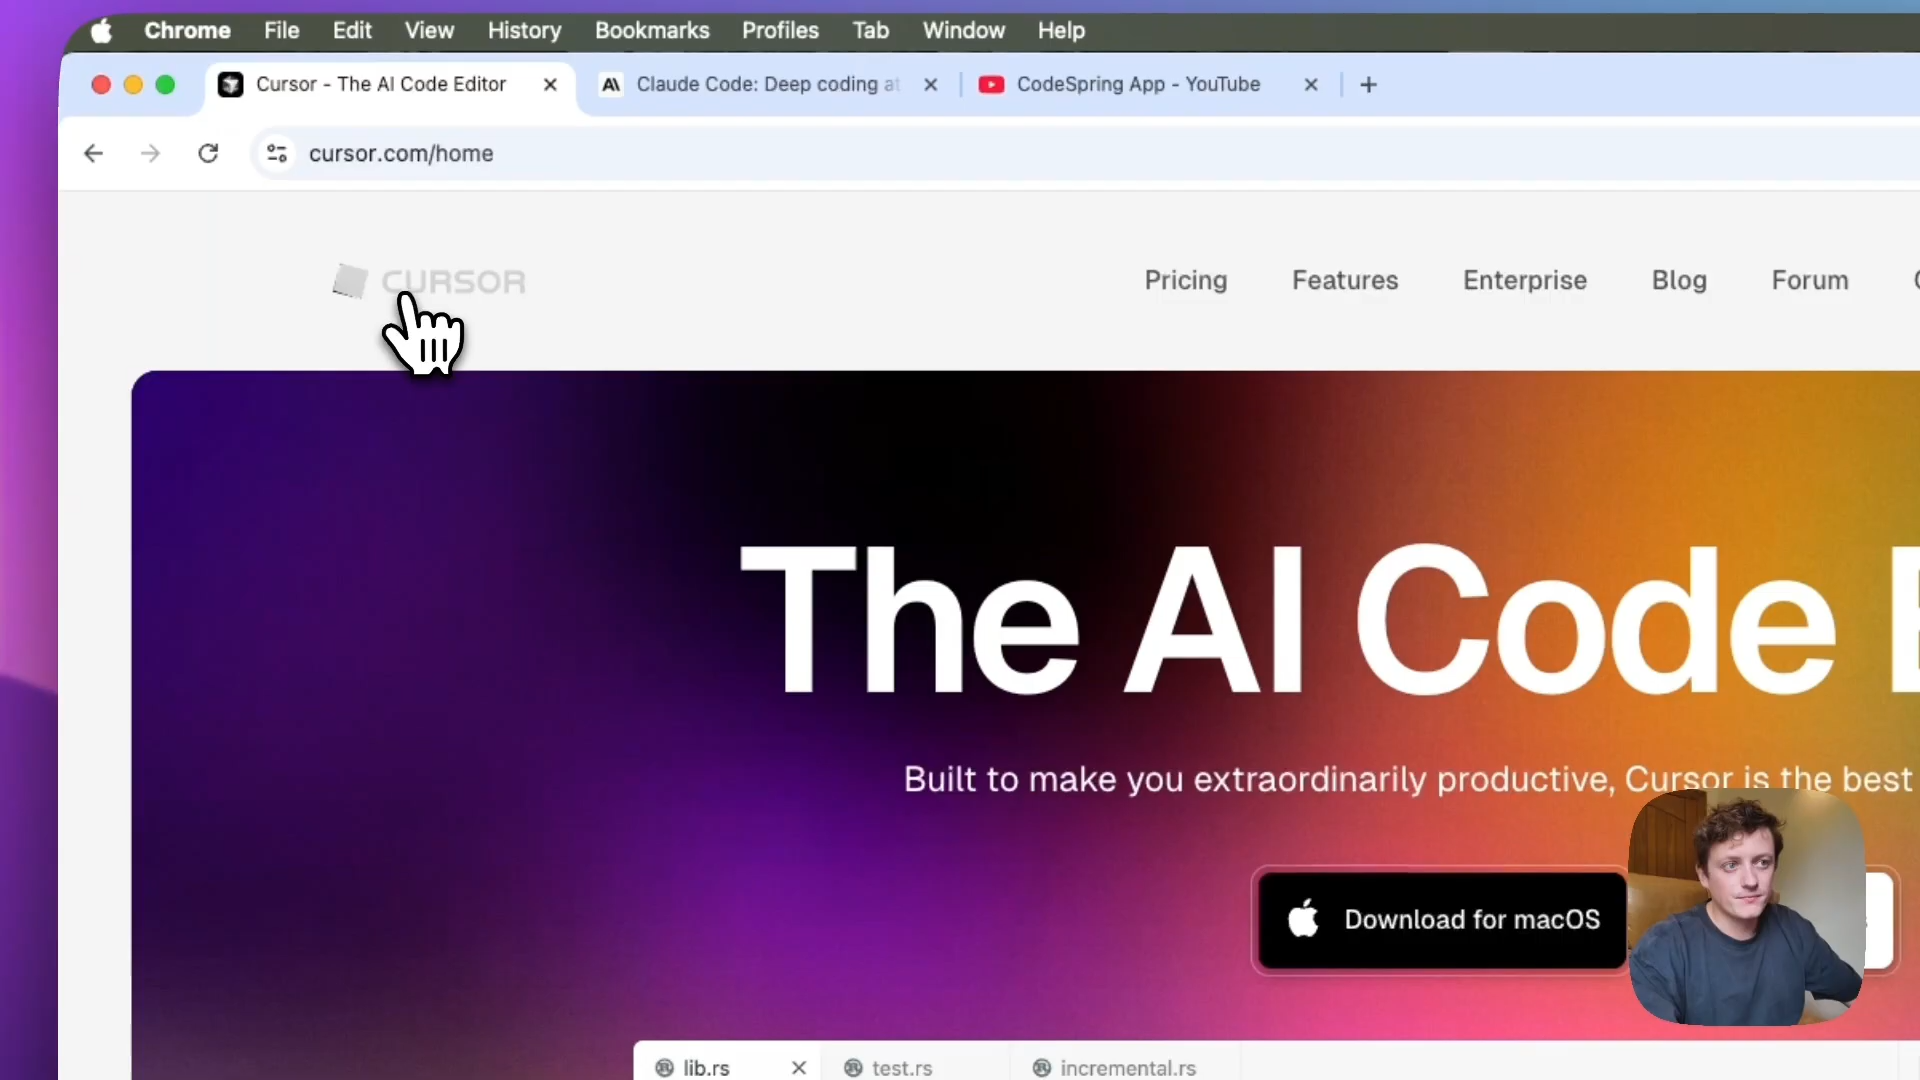 Chrome File Edit View History Bookmarks Profiles Tab Window Help
Cursor - The AI Code Editor
Claude Code: Deep coding at
CodeSpring App - YouTube
cursor.com/home
CURSOR
Pricing Features Enterprise Blog Forum
The AI Code
Built to make you extraordinarily productive, Cursor is the best
Download for macOS
lib.rs test.rs incremental.rs